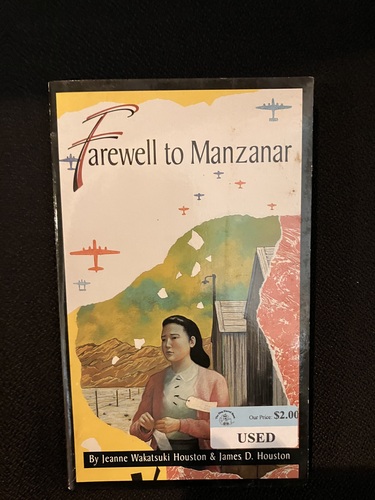 Farewell to Manzanar
Our Price: $2.00
USED
By Jeanne Wakatsuki Houston & James D. Houston